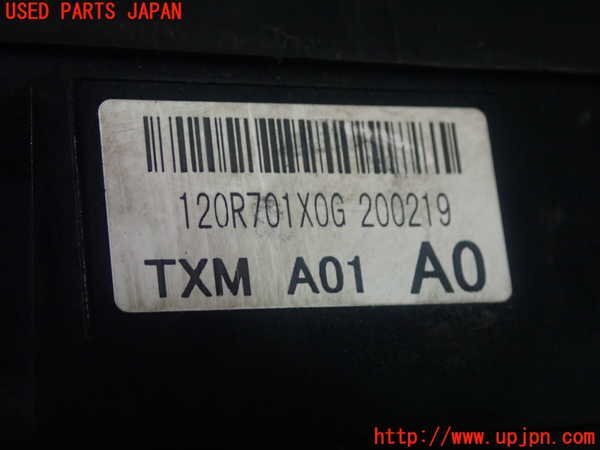 USED PARTS JAPAN
120R701X0G 200219
TXM A01 A0
http://www.upjpn.com/